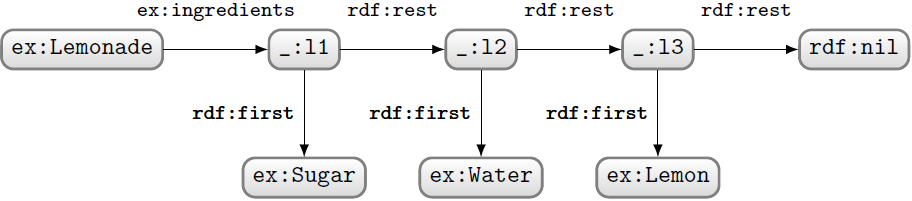 ex:ingredients rdf:rest rdf:rest rdf:rest
ex:Lemonade _:l1 _:l2 _:l3 rdf:nil
rdf:first rdf:first rdf:first
ex:Sugar ex:Water ex:Lemon